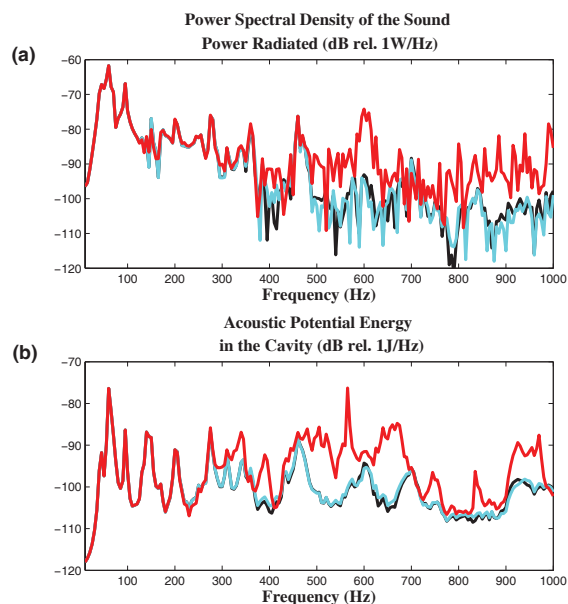 Power Spectral Density of the Sound
Power Radiated (dB rel. 1W/Hz)
(a)
−60
−70
−80
−90
−100
−110
−120
100 200 300 400 500 600 700 800 900 1000
Frequency (Hz)
Acoustic Potential Energy
in the Cavity (dB rel. 1J/Hz)
(b)
−70
−80
−90
−100
−110
−120
100 200 300 400 500 600 700 800 900 1000
Frequency (Hz)